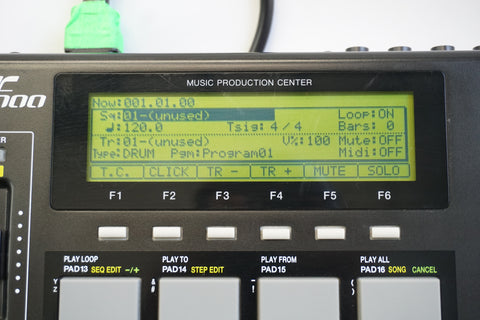 MUSIC PRODUCTION CENTER
Now:001.01.00
Sq:01-(unused) Loop:ON
♩:120.0 Tsig: 4/4 Bars: 0
Tr:01-(unused) V%:100 Mute:OFF
Type:DRUM Pgm:Program01 Midi:OFF
T.C. CLICK TR - TR + MUTE SOLO
F1 F2 F3 F4 F5 F6
PLAY LOOP PLAY TO PLAY FROM PLAY ALL
PAD13 SEQ EDIT -/+ PAD14 STEP EDIT PAD15 PAD16 SONG CANCEL
Y & - (
Z # ! )